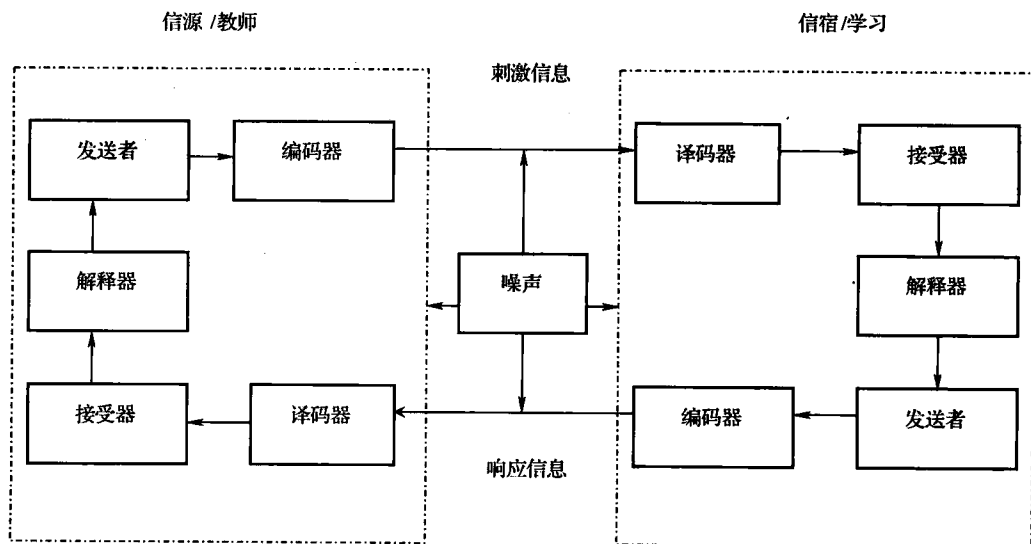 信源 /教师
信宿/学习
刺激信息
发送者
编码器
译码器
接受器
解释器
噪声
解释器
接受器
译码器
编码器
发送者
响应信息